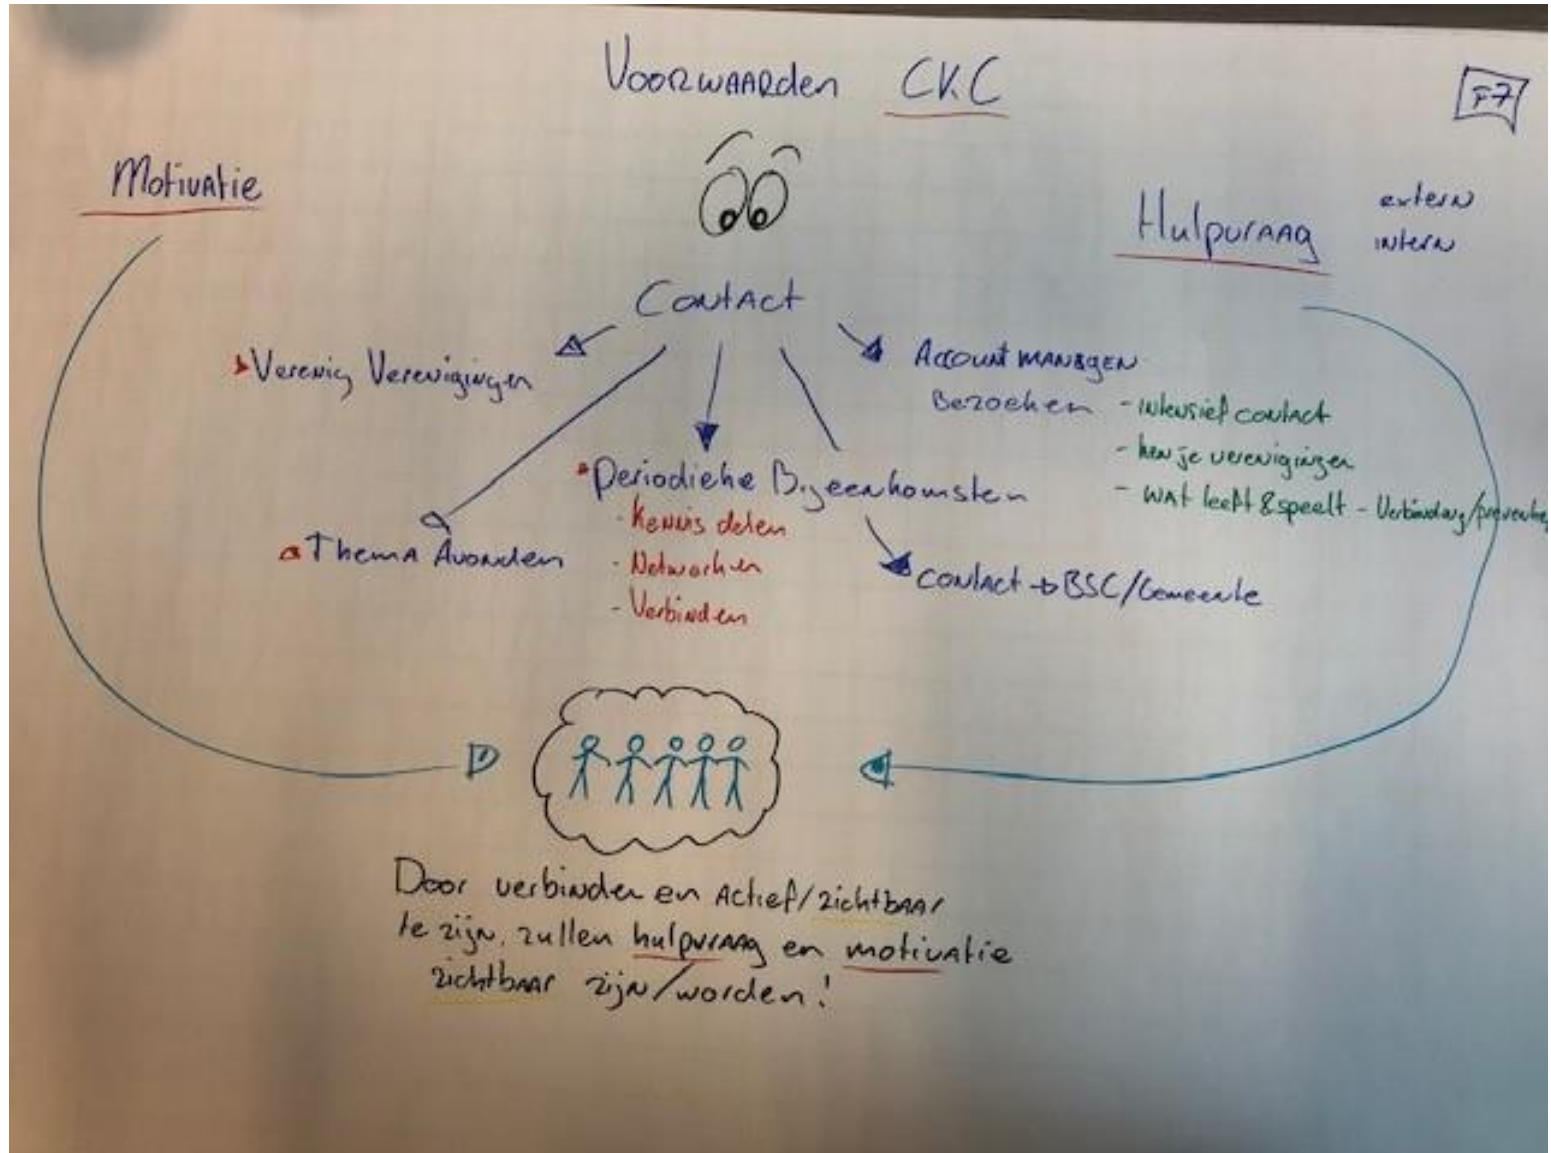 Voorwaarden CKC
F7
Motivatie
Hulpvraag
extern
intern
Contact
Verenig Verenigingen
Accountmanagen
Bezoeken
- intensief contact
- ken je verenigingen
- wat leeft & speelt - Verbinding/preventie
Periodieke Bijeenkomsten
- Kennis delen
- Netwerken
- Verbinden
Thema Avonden
contact → BSC/Gemeente
Door verbinden en Actief/zichtbaar
te zijn, zullen hulpvraag en motivatie
zichtbaar zijn/worden!